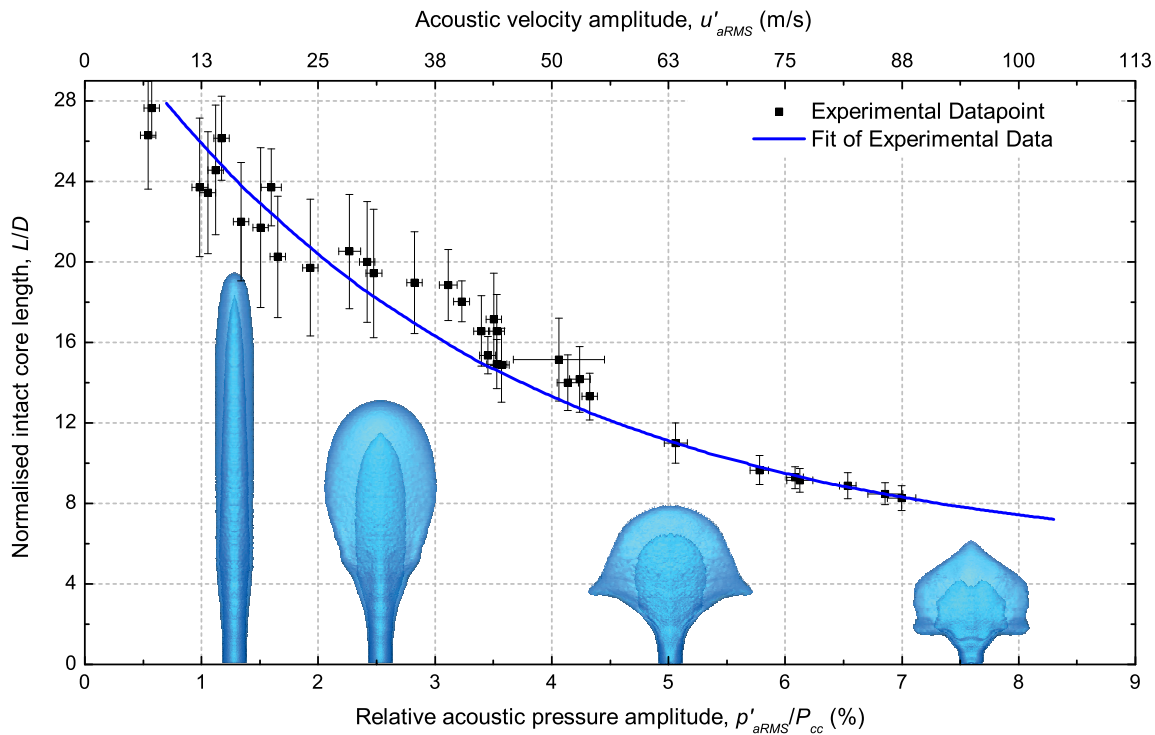 Acoustic velocity amplitude, u'aRMS (m/s)
0 13 25 38 50 63 75 88 100 113
Experimental Datapoint
Fit of Experimental Data
Normalised intact core length, L/D
28
24
20
16
12
8
4
0
0 1 2 3 4 5 6 7 8 9
Relative acoustic pressure amplitude, p'aRMS/Pcc (%)